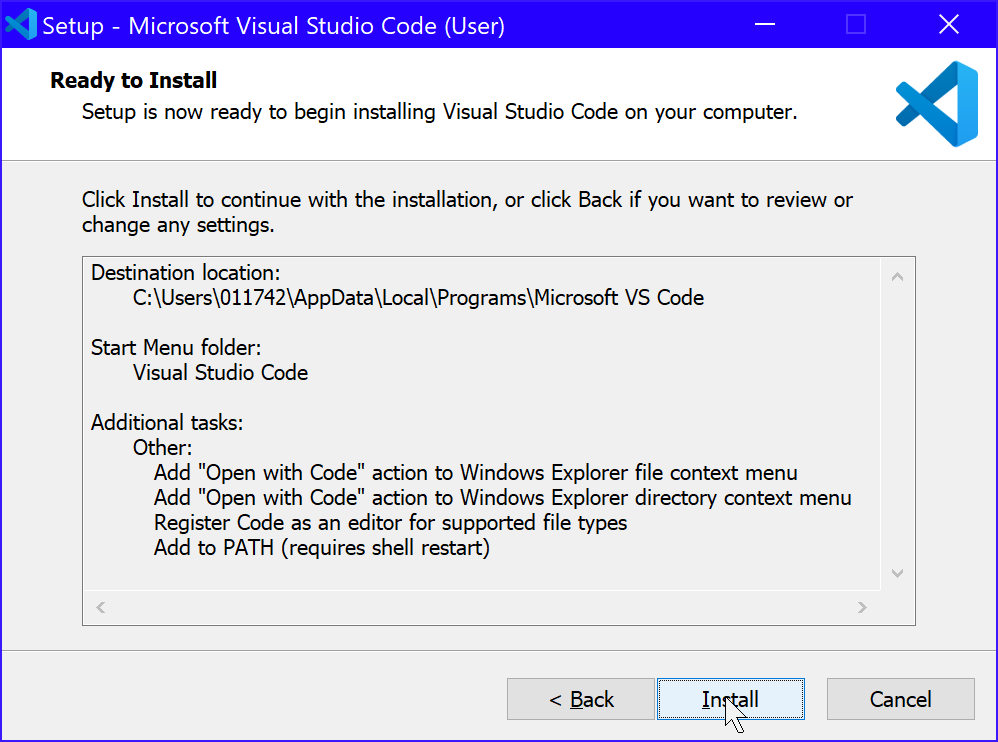 Setup - Microsoft Visual Studio Code (User)
Ready to Install
Setup is now ready to begin installing Visual Studio Code on your computer.
Click Install to continue with the installation, or click Back if you want to review or
change any settings.
Destination location:
C:\Users\011742\AppData\Local\Programs\Microsoft VS Code
Start Menu folder:
Visual Studio Code
Additional tasks:
Other:
Add "Open with Code" action to Windows Explorer file context menu
Add "Open with Code" action to Windows Explorer directory context menu
Register Code as an editor for supported file types
Add to PATH (requires shell restart)
< Back Install Cancel